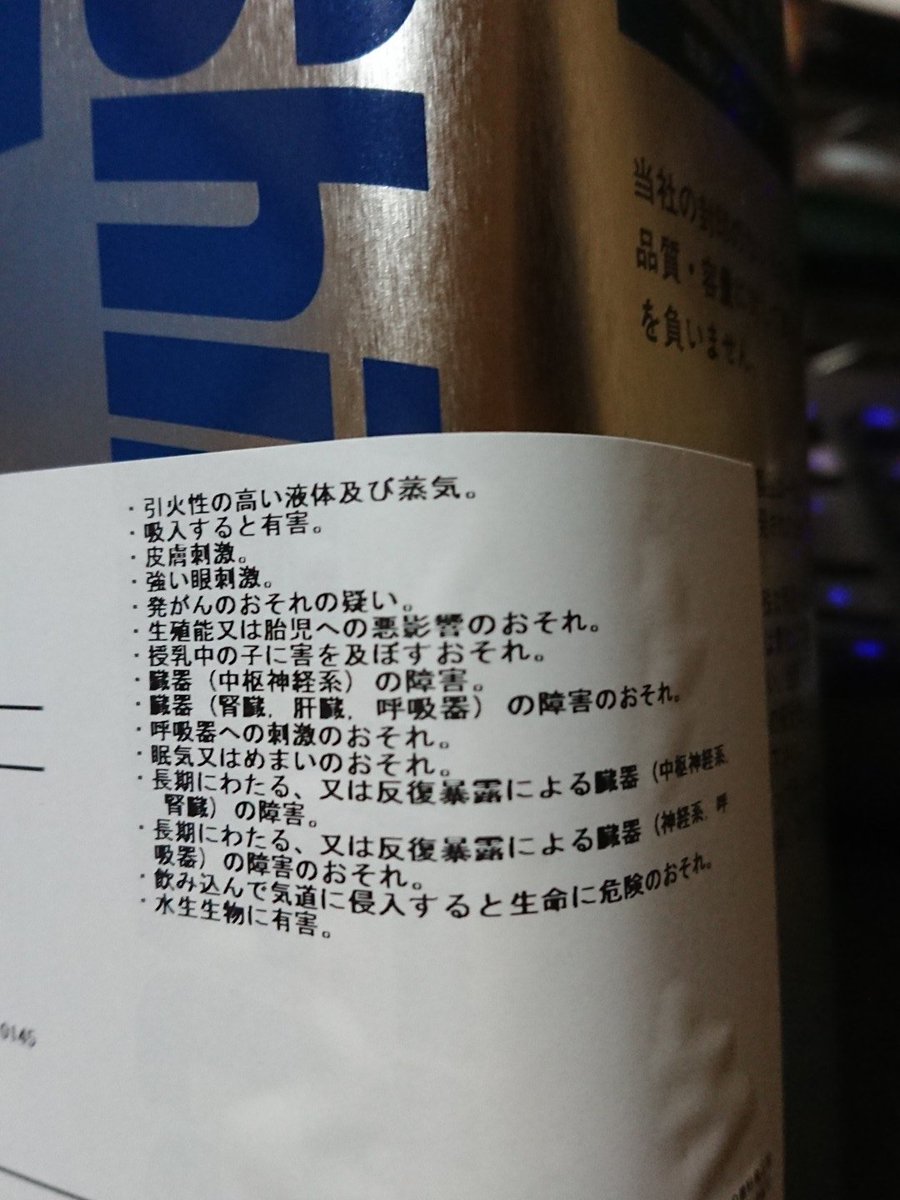 shi
当社の封印の
品質・容量に
を負いません。
・引火性の高い液体及び蒸気。
・吸入すると有害。
・皮膚刺激。
・強い眼刺激。
・発がんのおそれの疑い。
・生殖能又は胎児への悪影響のおそれ。
・授乳中の子に害を及ぼすおそれ。
・臓器（中枢神経系）の障害。
・臓器（腎臓，肝臓，呼吸器）の障害のおそれ。
・呼吸器への刺激のおそれ。
・眠気又はめまいのおそれ。
・長期にわたる、又は反復暴露による臓器（中枢神経系，
腎臓）の障害。
・長期にわたる、又は反復暴露による臓器（神経系，呼
吸器）の障害のおそれ。
・飲み込んで気道に侵入すると生命に危険のおそれ。
・水生生物に有害。
0145